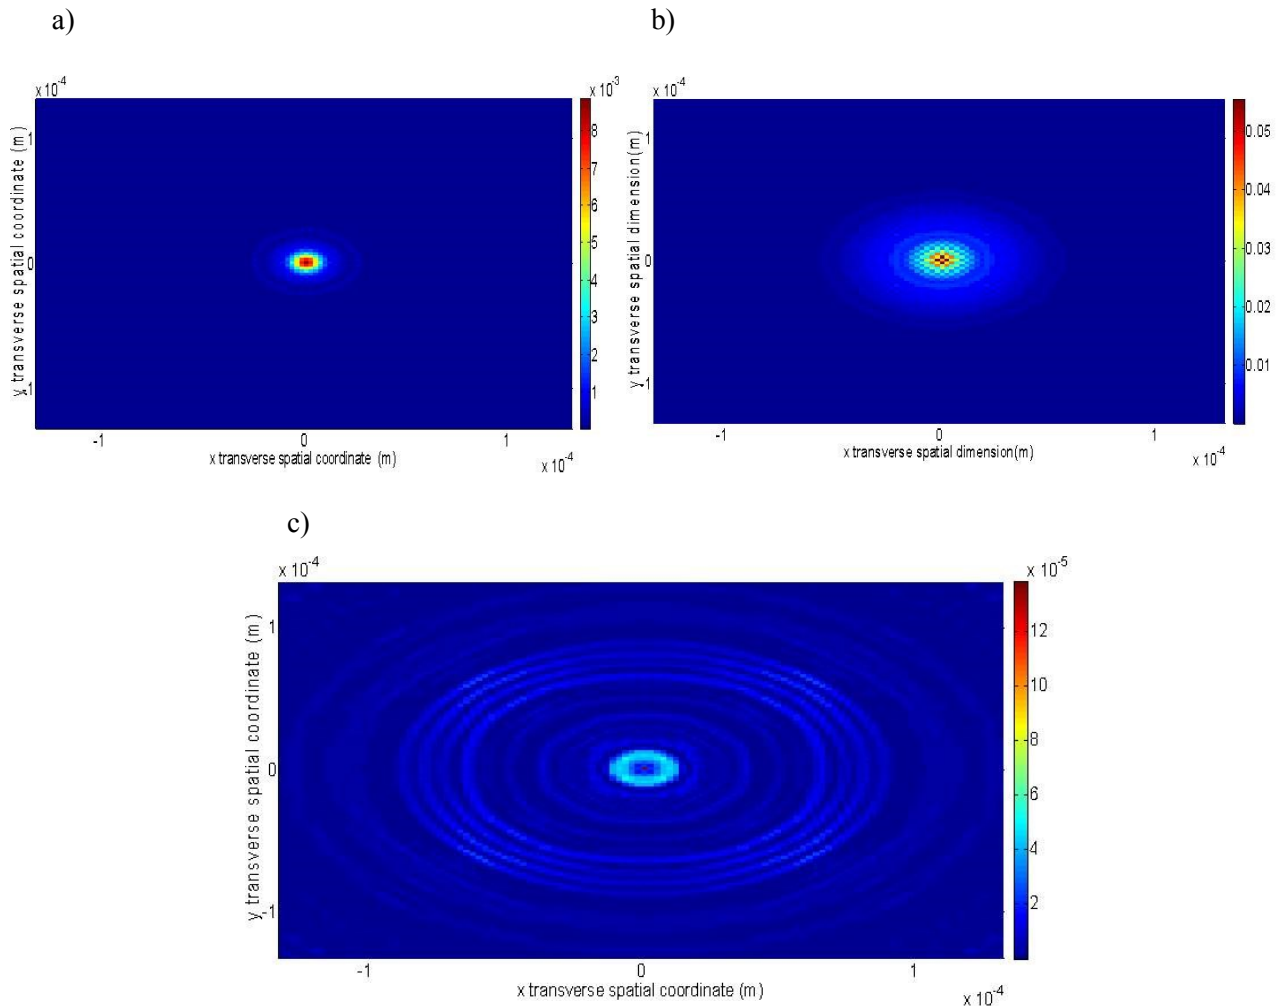 a)
x 10-4
x 10-3
1
0
-1
y transverse spatial coordinate (m)
8
7
6
5
4
3
2
1
-1 0 1
x transverse spatial coordinate (m)
x 10-4
b)
x 10-4
1
0
-1
y transverse spatial dimension(m)
0.05
0.04
0.03
0.02
0.01
-1 0 1
x transverse spatial dimension(m)
x 10-4
c)
x 10-4
x 10-5
1
0
-1
y transverse spatial coordinate (m)
12
10
8
6
4
2
-1 0 1
x transverse spatial coordinate (m)
x 10-4